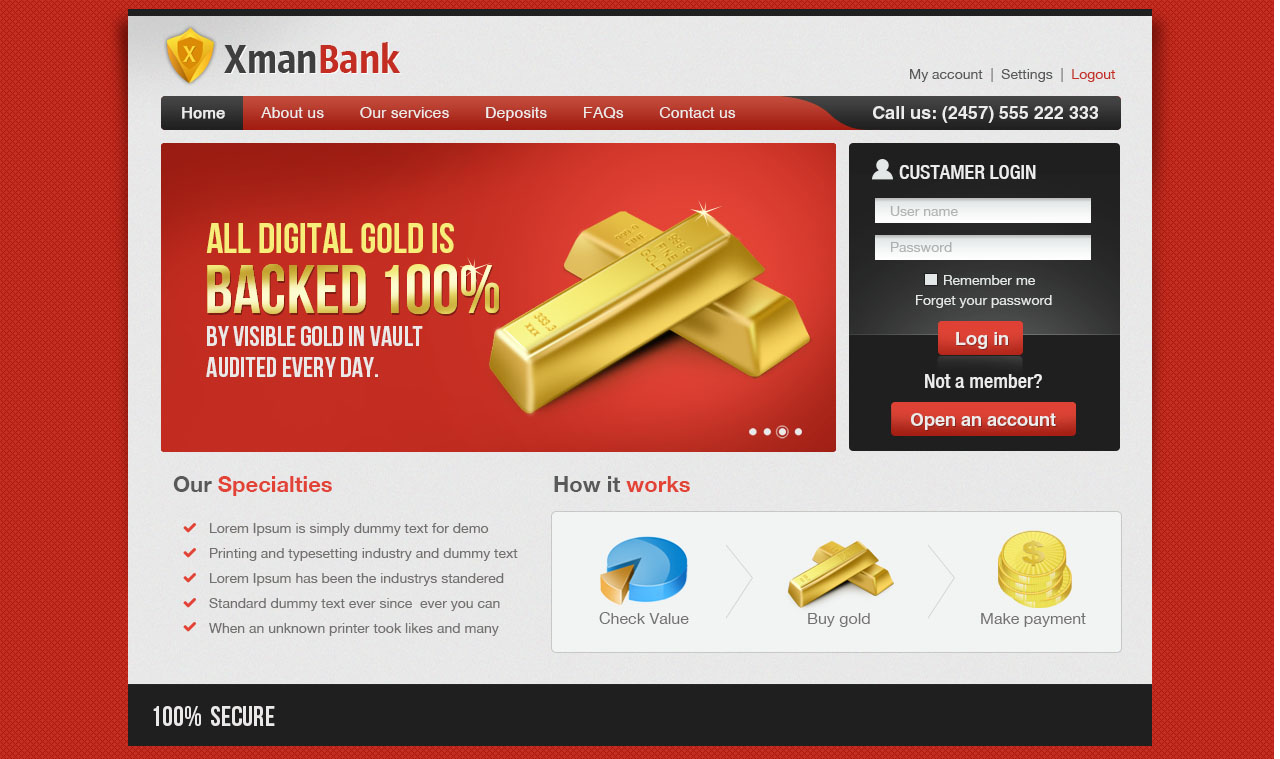 X
XmanBank
My account | Settings | Logout
Home About us Our services Deposits FAQs Contact us Call us: (2457) 555 222 333
ALL DIGITAL GOLD IS
BACKED 100%
BY VISIBLE GOLD IN VAULT
AUDITED EVERY DAY.
CUSTAMER LOGIN
User name
Password
Remember me
Forget your password
Log in
Not a member?
Open an account
Our Specialties
Lorem Ipsum is simply dummy text for demo
Printing and typesetting industry and dummy text
Lorem Ipsum has been the industrys standered
Standard dummy text ever since  ever you can
When an unknown printer took likes and many
How it works
$
Check Value
Buy gold
Make payment
100% SECURE